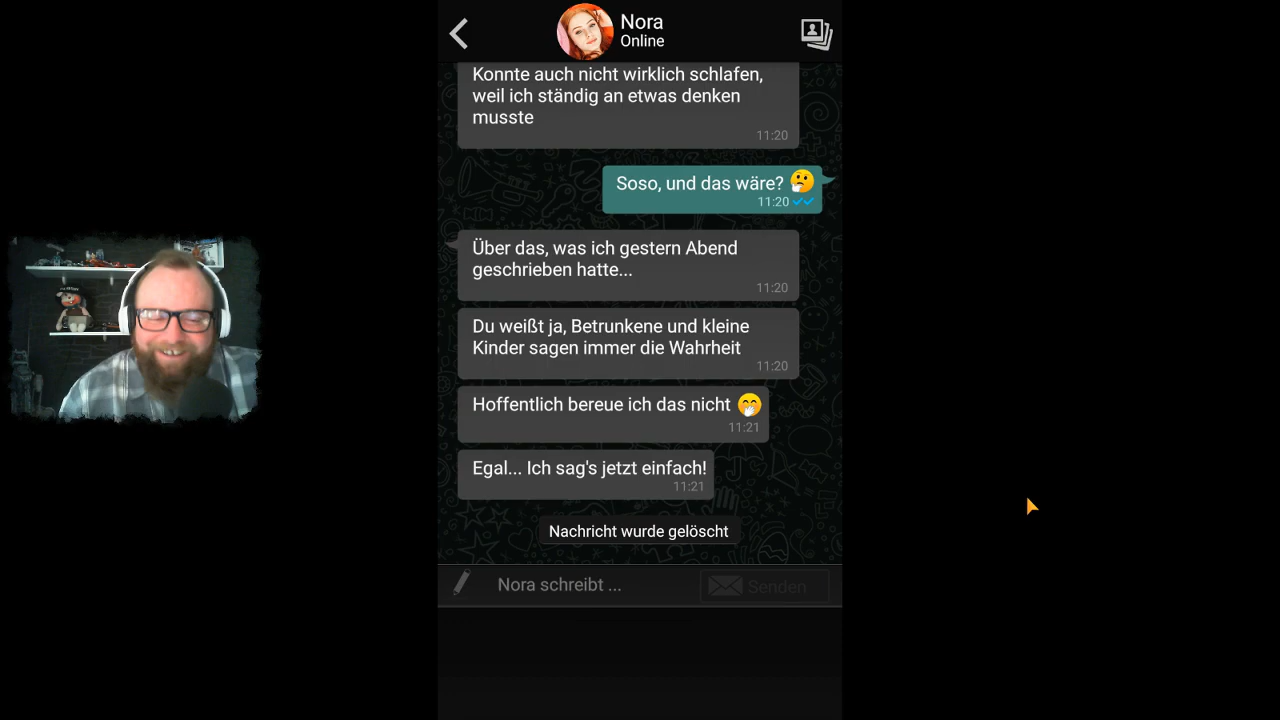 Nora
Online
Konnte auch nicht wirklich schlafen,
weil ich ständig an etwas denken
musste
11:20
Soso, und das wäre? 🤔
11:20
Über das, was ich gestern Abend
geschrieben hatte...
11:20
Du weißt ja, Betrunkene und kleine
Kinder sagen immer die Wahrheit
11:20
Hoffentlich bereue ich das nicht 🤭
11:21
Egal... Ich sag's jetzt einfach!
11:21
Nachricht wurde gelöscht
Nora schreibt ...
Senden